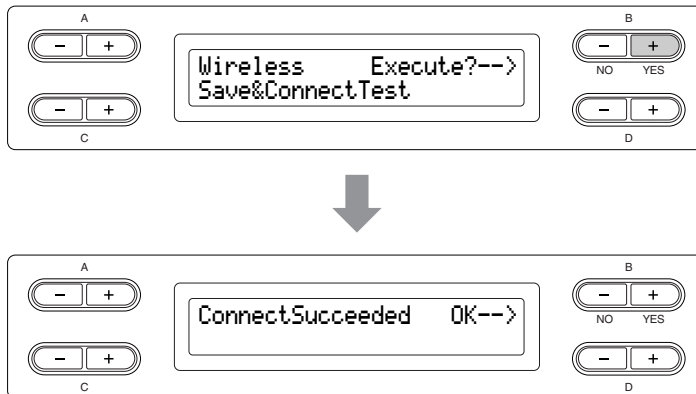 A
B
- +
- +
NO YES
Wireless Execute?-->
Save&ConnectTest
- +
- +
C
D
A
B
- +
- +
NO YES
ConnectSucceeded OK-->
- +
- +
C
D